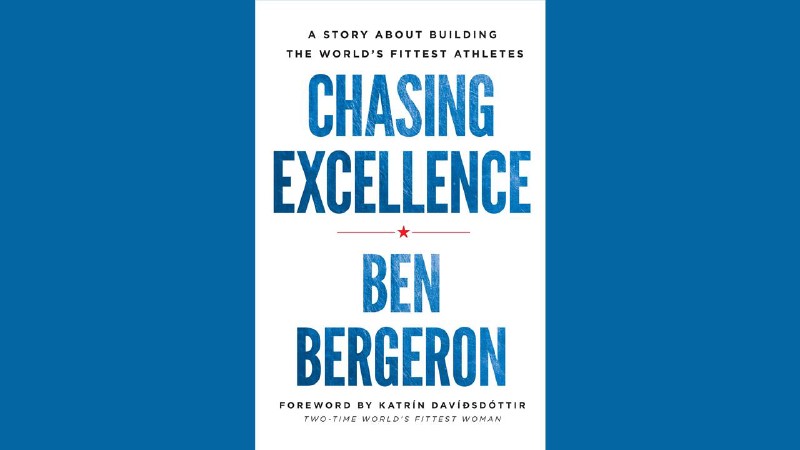 A STORY ABOUT BUILDING
THE WORLD'S FITTEST ATHLETES
CHASING
EXCELLENCE
BEN
BERGERON
FOREWORD BY KATRÍN DAVÍÐSDÓTTIR
TWO-TIME WORLD'S FITTEST WOMAN